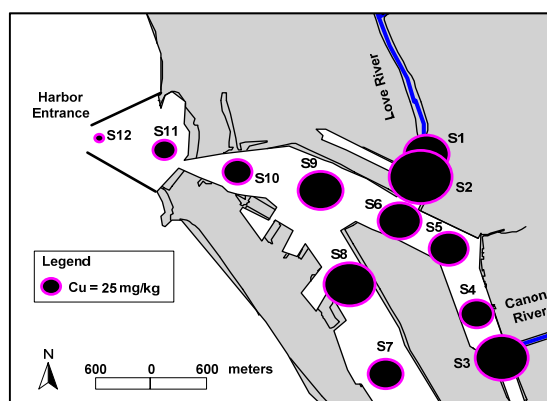 Love River
Harbor
Entrance
S12
S11
S1
S9
S10
S2
S6
S5
Legend
Cu = 25 mg/kg
S8
S4
Canon
River
S3
S7
N
600 0 600 meters